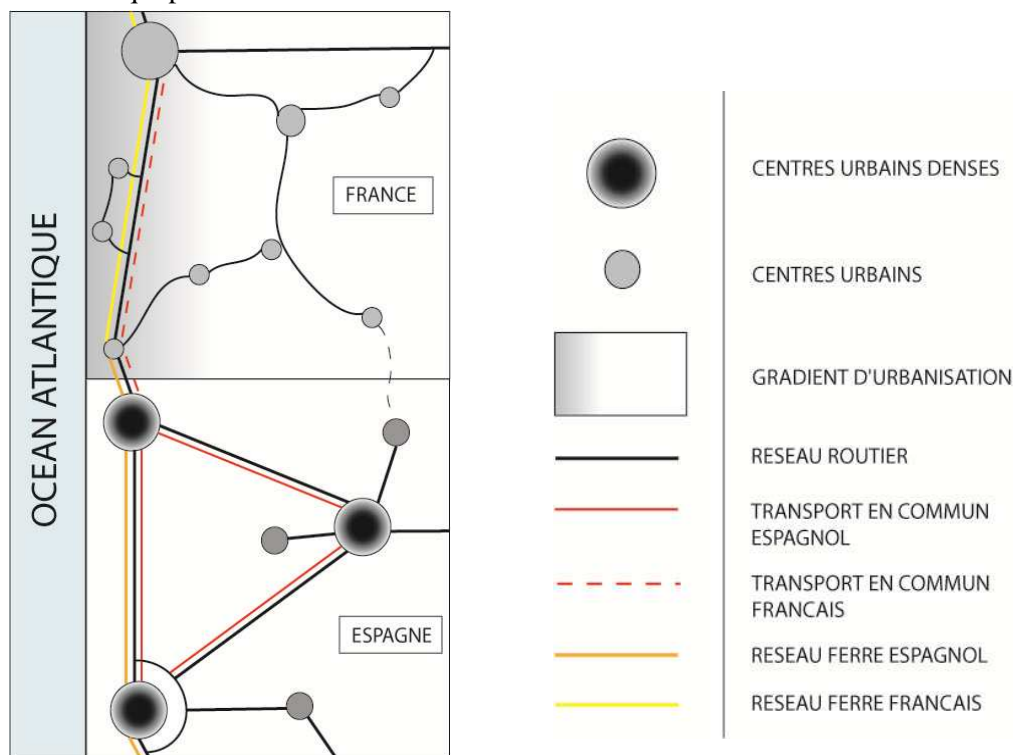 OCEAN ATLANTIQUE
FRANCE
ESPAGNE
CENTRES URBAINS DENSES
CENTRES URBAINS
GRADIENT D'URBANISATION
RESEAU ROUTIER
TRANSPORT EN COMMUN
ESPAGNOL
TRANSPORT EN COMMUN
FRANCAIS
RESEAU FERRE ESPAGNOL
RESEAU FERRE FRANCAIS